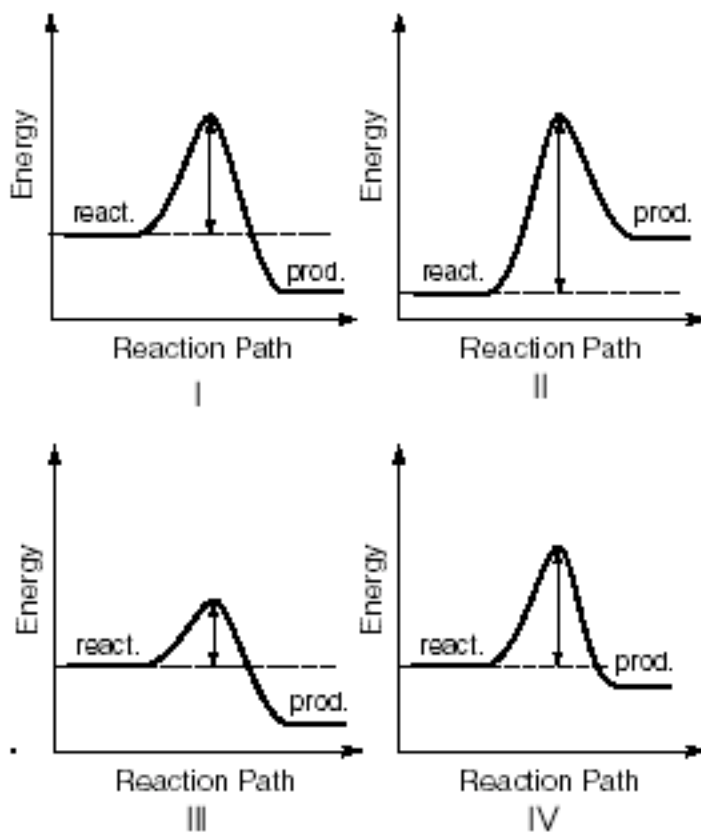 Energy
react.
prod.
Reaction Path
I
Energy
react.
prod.
Reaction Path
II
Energy
react.
prod.
Reaction Path
III
Energy
react.
prod.
Reaction Path
IV